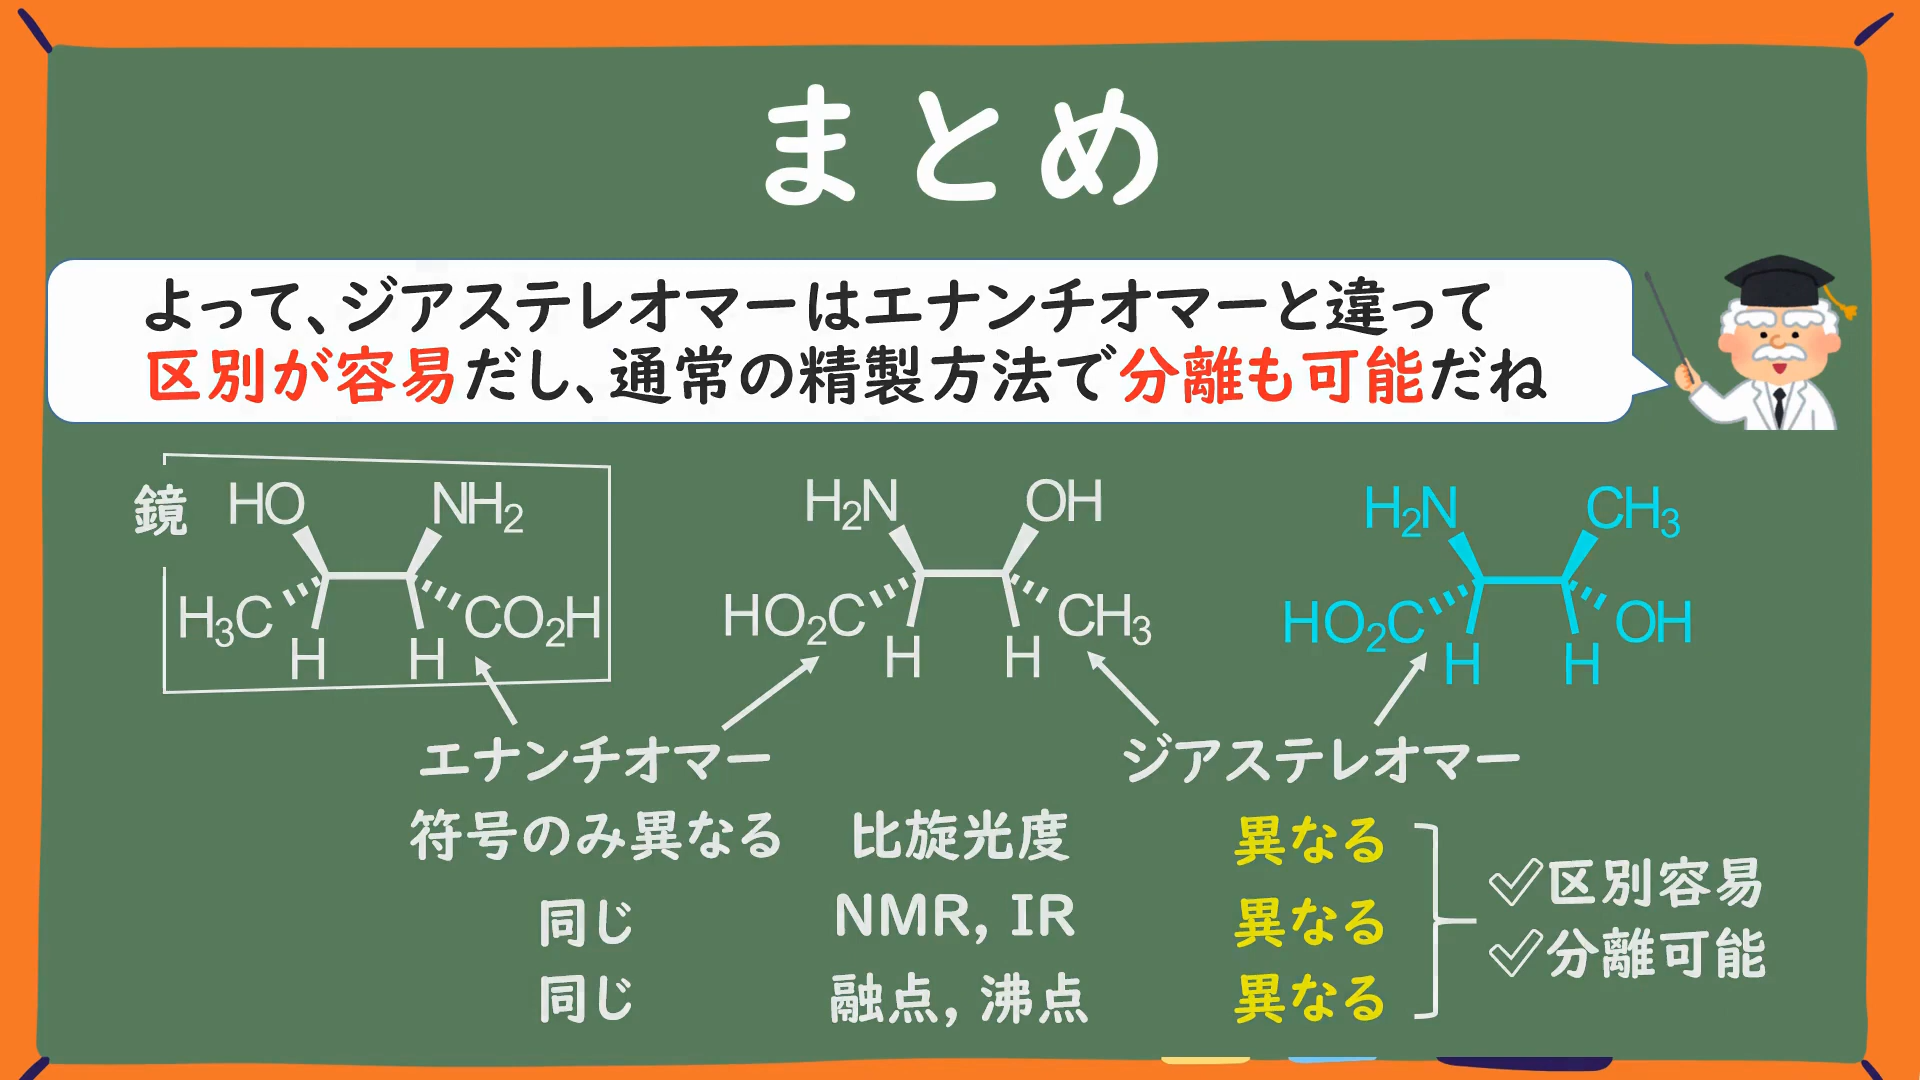 まとめ
よって、ジアステレオマーはエナンチオマーと違って
区別が容易だし、通常の精製方法で分離も可能だね
鏡
HO NH₂
H₃C H H CO₂H
H₂N OH
HO₂C H H CH₃
H₂N CH₃
HO₂C H H OH
エナンチオマー ジアステレオマー
符号のみ異なる 比旋光度 異なる
同じ NMR, IR 異なる
同じ 融点, 沸点 異なる
✓区別容易
✓分離可能